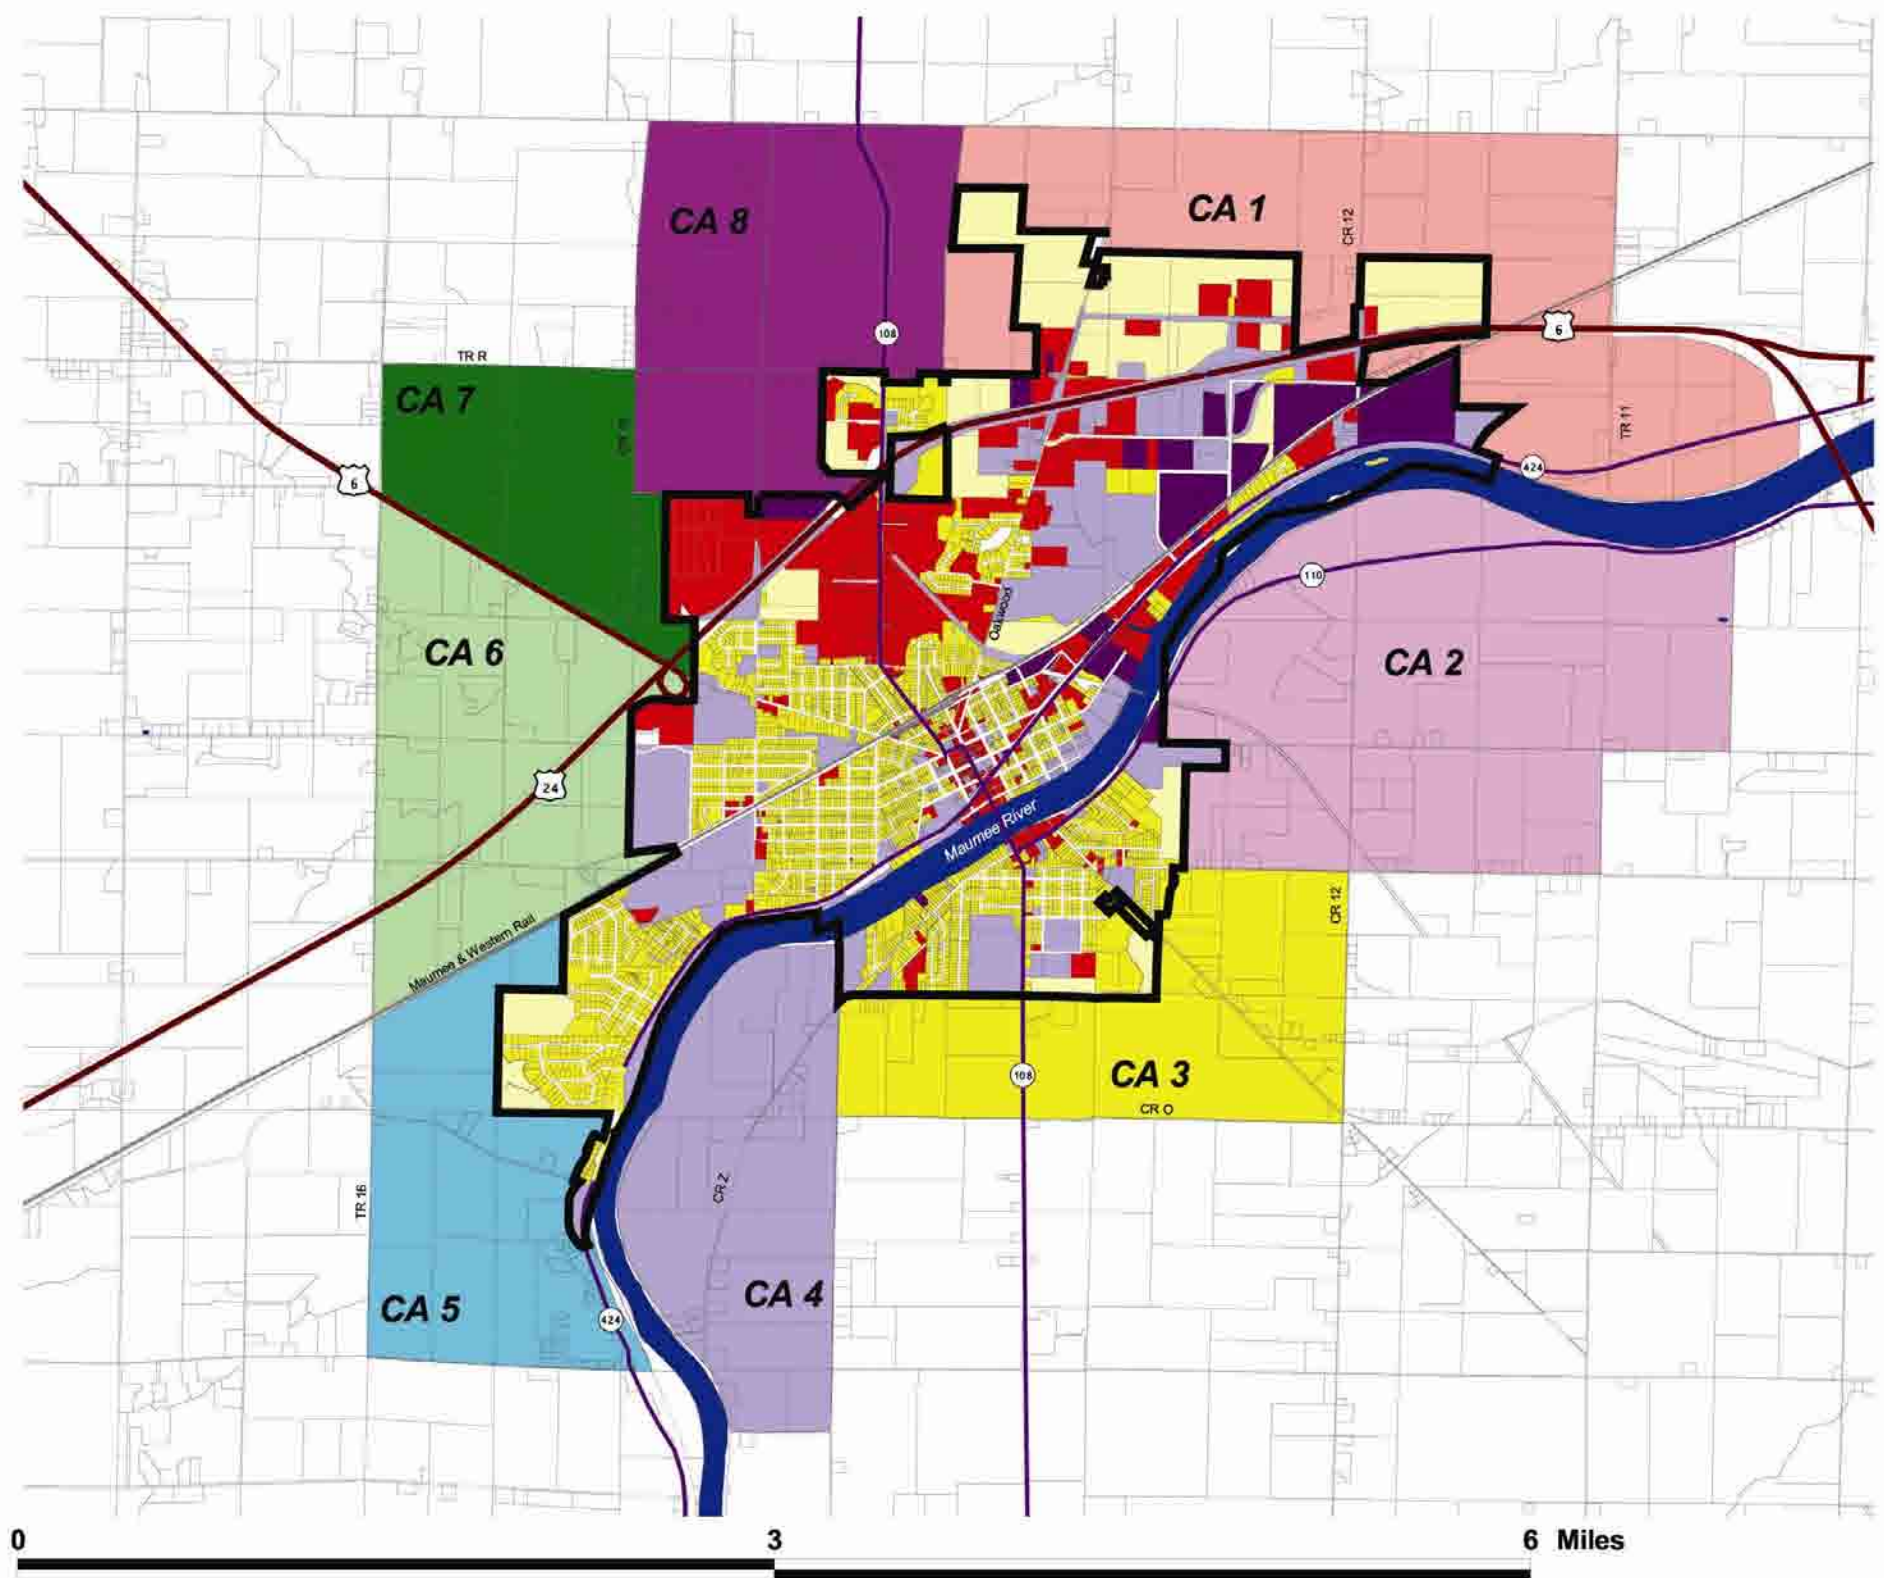 CA 8
CA 1
CR 12
108
6
TR R
CA 7
TR 11
6
424
110
Oakwood
CA 6
CA 2
24
Maumee River
CR 12
Maumee & Western Rail
108
CA 3
CR O
TR 16
CR Z
CA 5
CA 4
424
0 3 6 Miles